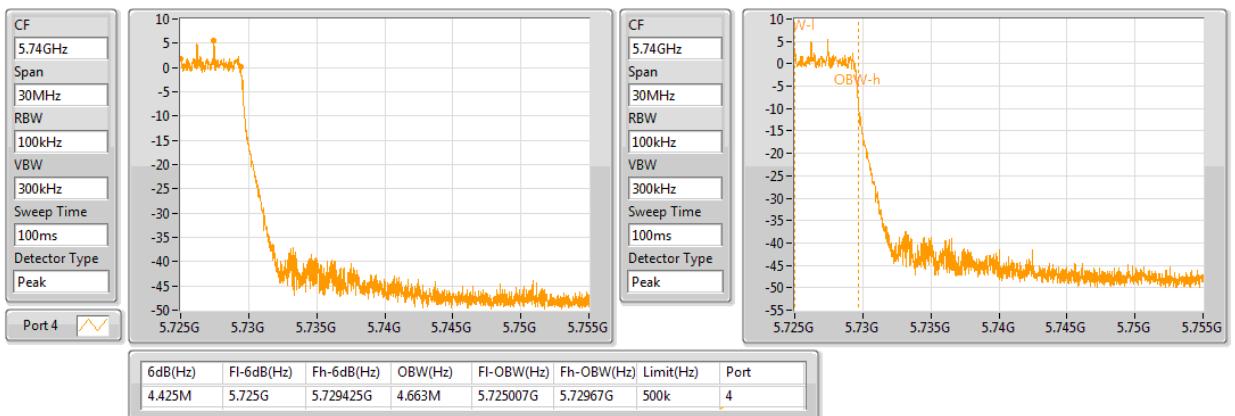 CF
5.74GHz
Span
30MHz
RBW
100kHz
VBW
300kHz
Sweep Time
100ms
Detector Type
Peak
Port 4
10
5
0
-5
-10
-15
-20
-25
-30
-35
-40
-45
-50
5.725G 5.73G 5.735G 5.74G 5.745G 5.75G 5.755G
CF
5.74GHz
Span
30MHz
RBW
100kHz
VBW
300kHz
Sweep Time
100ms
Detector Type
Peak
10
5
0
-5
-10
-15
-20
-25
-30
-35
-40
-45
-50
-55
W-l
OBW-h
5.725G 5.73G 5.735G 5.74G 5.745G 5.75G 5.755G
6dB(Hz) Fl-6dB(Hz) Fh-6dB(Hz) OBW(Hz) Fl-OBW(Hz) Fh-OBW(Hz) Limit(Hz) Port
4.425M 5.725G 5.729425G 4.663M 5.725007G 5.72967G 500k 4